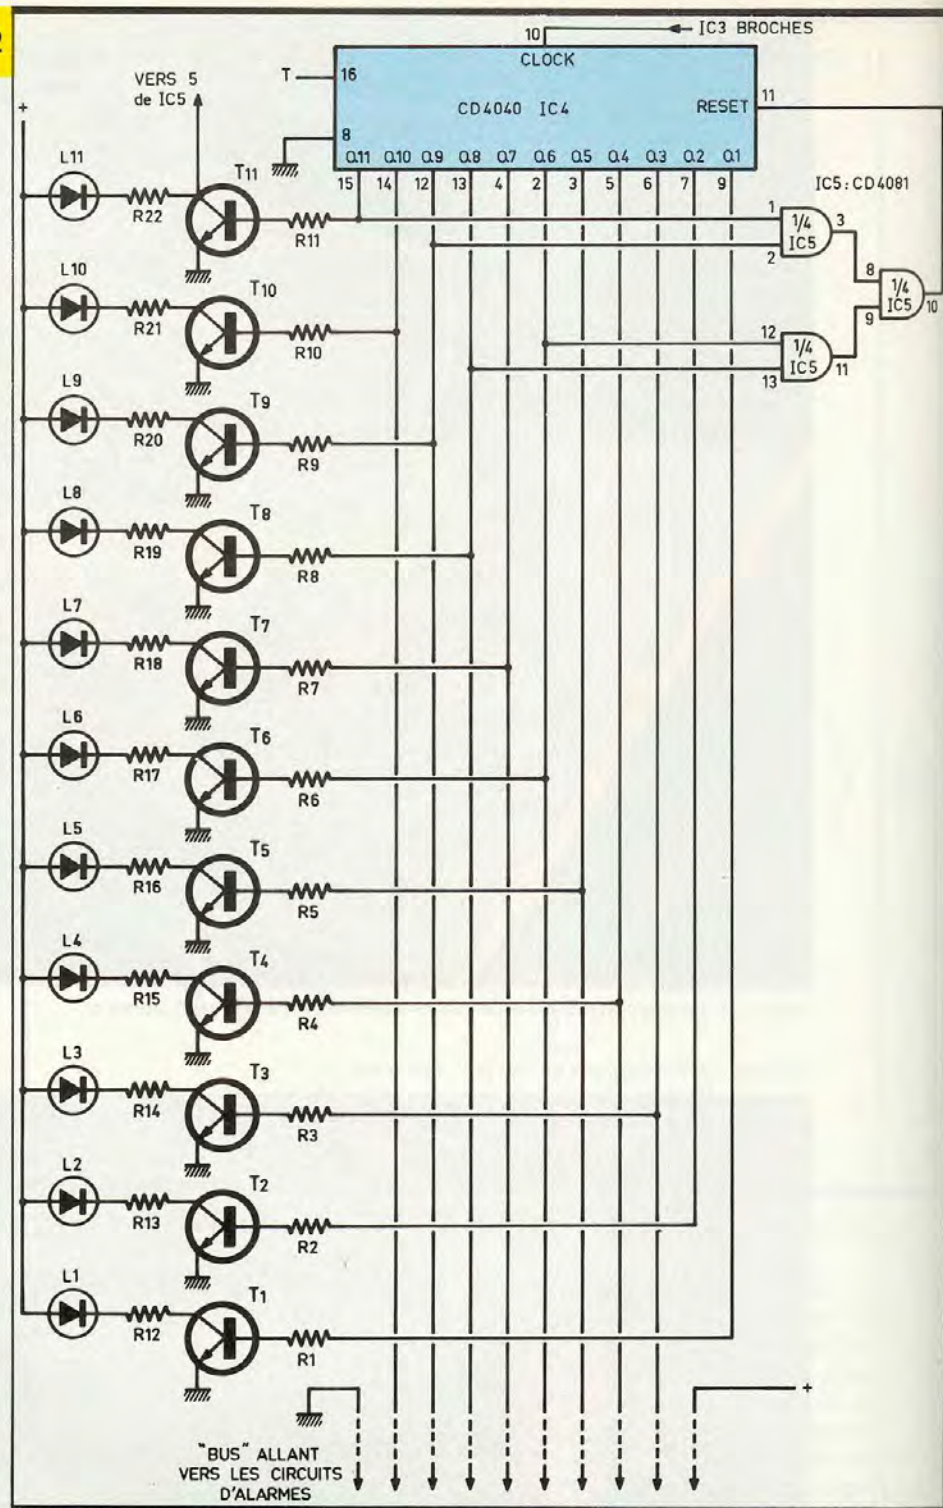 2
10
IC3 BROCHES
CLOCK
VERS 5
de IC5
T
16
CD4040 IC4
RESET
11
+
8
Q11 Q10 Q9 Q8 Q7 Q6 Q5 Q4 Q3 Q2 Q1
15 14 12 13 4 2 3 5 6 7 9
IC5:CD4081
L11
R22
T11
R11
1
2
1/4
IC5
3
8
9
1/4
IC5
10
12
13
1/4
IC5
11
L10
R21
T10
R10
L9
R20
T9
R9
L8
R19
T8
R8
L7
R18
T7
R7
L6
R17
T6
R6
L5
R16
T5
R5
L4
R15
T4
R4
L3
R14
T3
R3
L2
R13
T2
R2
L1
R12
T1
R1
+
"BUS" ALLANT
VERS LES CIRCUITS
D'ALARMES